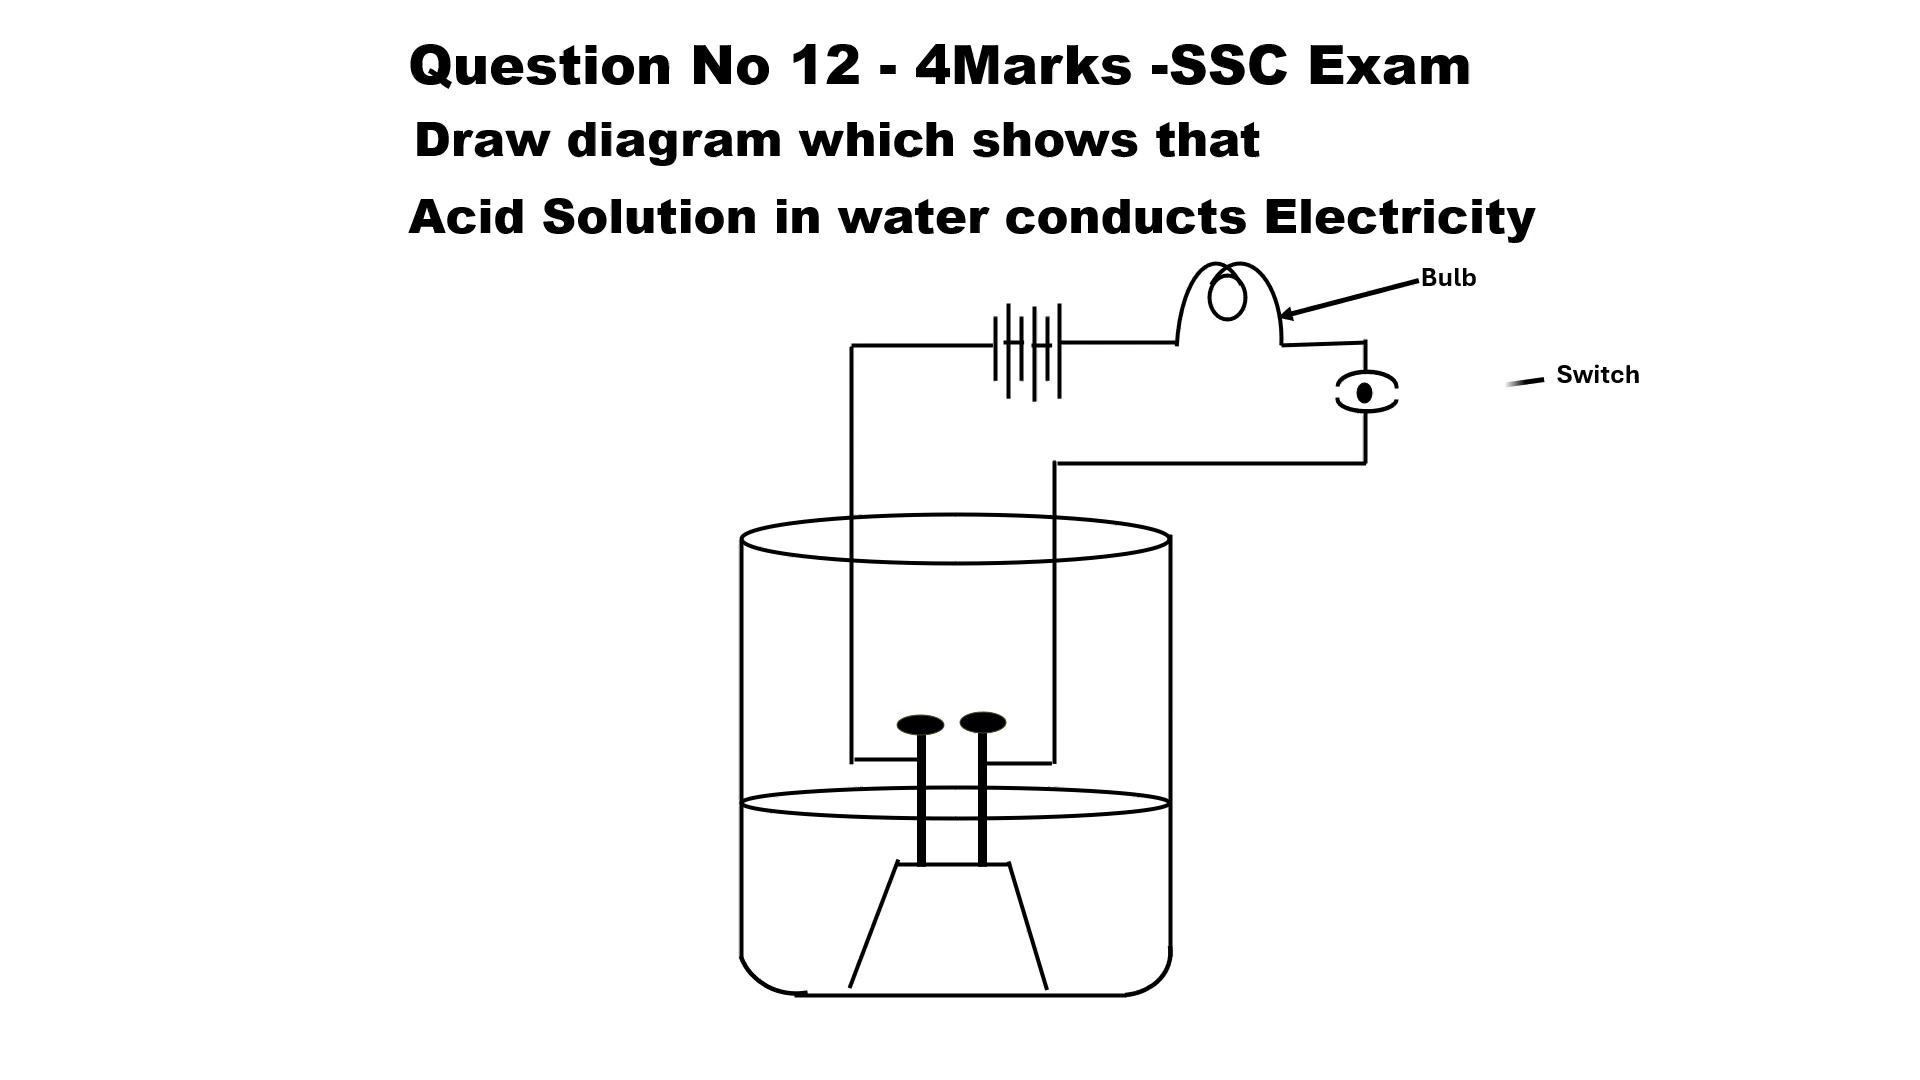 Question No 12 - 4Marks -SSC Exam
Draw diagram which shows that
Acid Solution in water conducts Electricity
Bulb
Switch